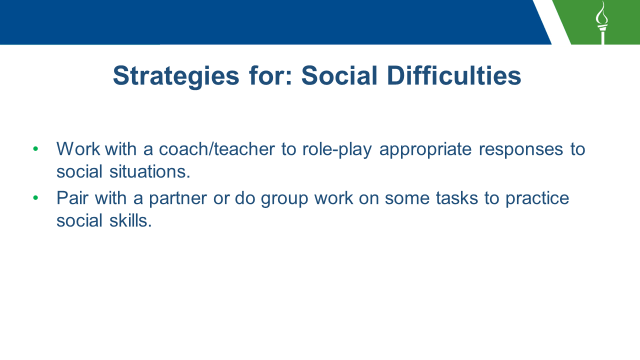 Strategies for: Social Difficulties
• Work with a coach/teacher to role-play appropriate responses to
social situations.
• Pair with a partner or do group work on some tasks to practice
social skills.